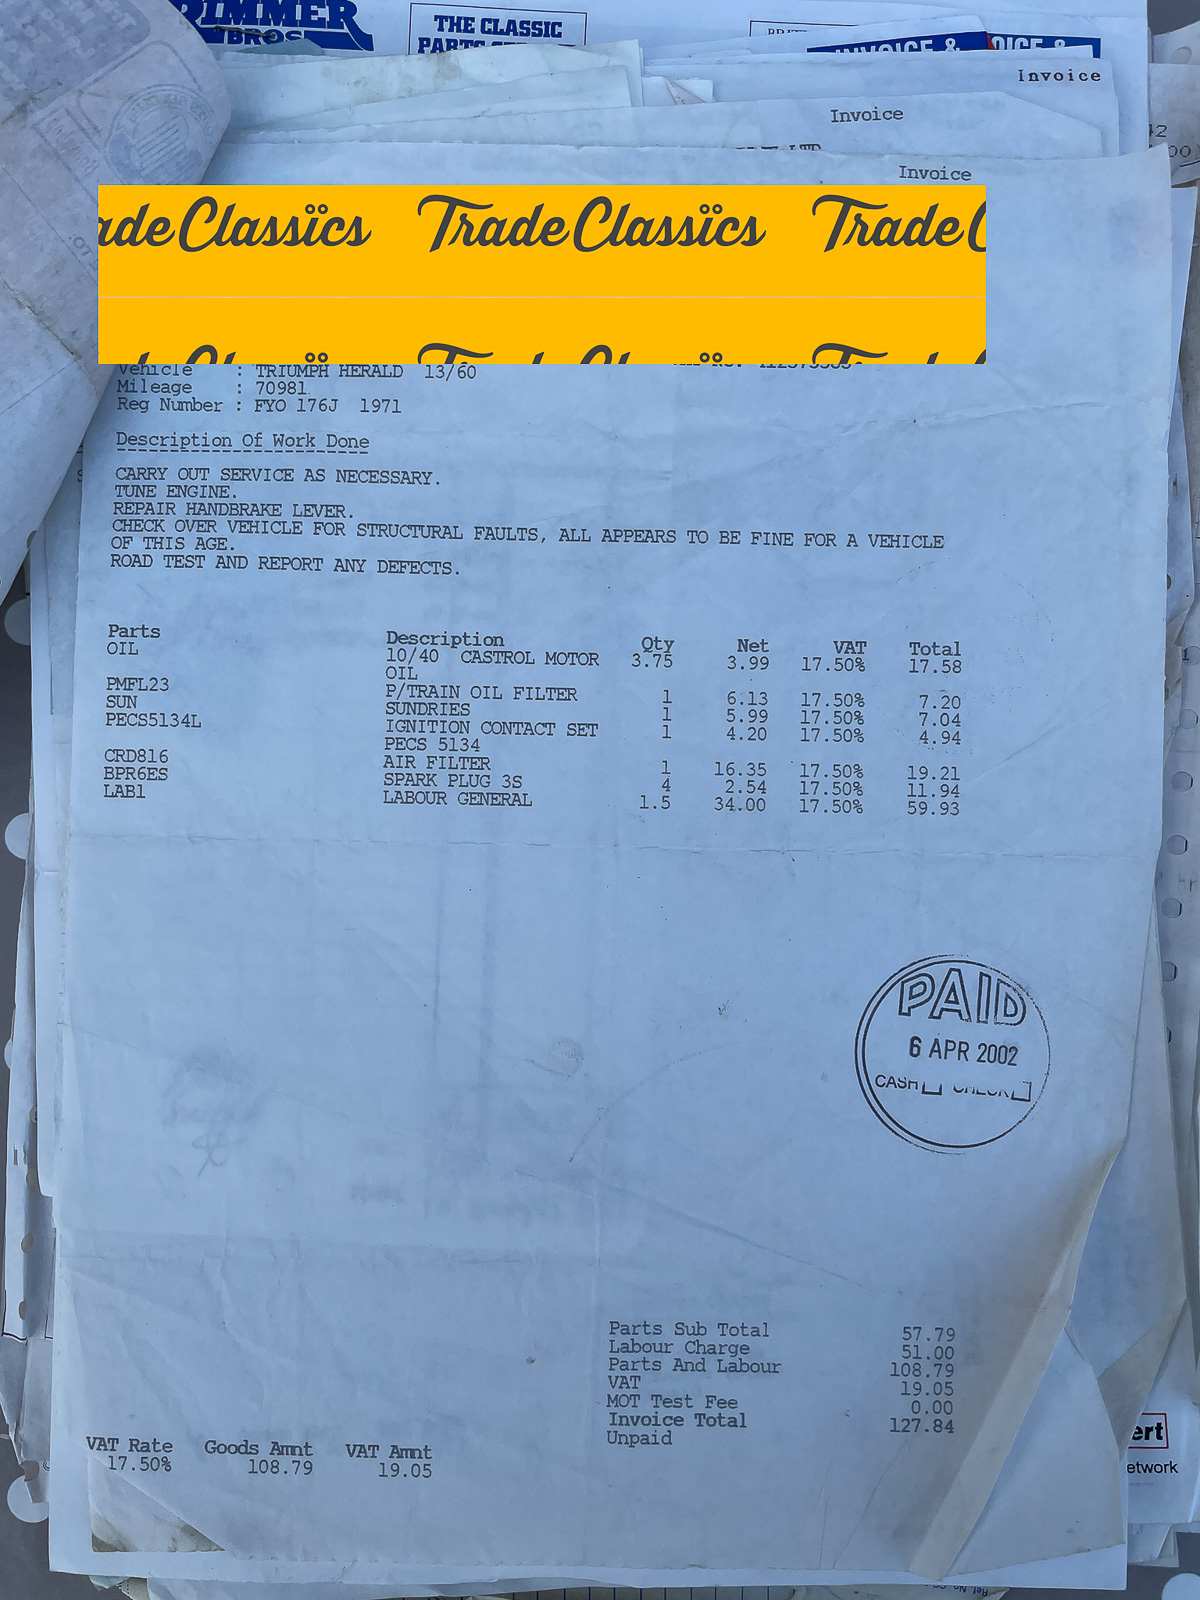 DIMMER
BROS
THE CLASSIC
INVOICE &
OICE &
Invoice
Invoice
Invoice
ade Classics Trade Classics Trade C
Vehicle : TRIUMPH HERALD 13/60
Mileage : 70981.
Reg Number : FYO 176J 1971
Description Of Work Done
CARRY OUT SERVICE AS NECESSARY.
TUNE ENGINE.
REPAIR HANDBRAKE LEVER.
CHECK OVER VEHICLE FOR STRUCTURAL FAULTS, ALL APPEARS TO BE FINE FOR A VEHICLE
OF THIS AGE.
ROAD TEST AND REPORT ANY DEFECTS.
Parts Description Qty Net VAT Total
OIL 10/40 CASTROL MOTOR 3.75 3.99 17.50% 17.58
OIL
PMFL23 P/TRAIN OIL FILTER 1 6.13 17.50% 7.20
SUN SUNDRIES 1 5.99 17.50% 7.04
PECS5134L IGNITION CONTACT SET 1 4.20 17.50% 4.94
PECS 5134
CRD816 AIR FILTER 1 16.35 17.50% 19.21
BPR6ES SPARK PLUG 3S 4 2.54 17.50% 11.94
LAB1 LABOUR GENERAL 1.5 34.00 17.50% 59.93
PAID
6 APR 2002
CASH CHECK
Parts Sub Total 57.79
Labour Charge 51.00
Parts And Labour 108.79
VAT 19.05
MOT Test Fee 0.00
Invoice Total 127.84
Unpaid
VAT Rate Goods Amnt VAT Amnt
17.50% 108.79 19.05
ert
etwork